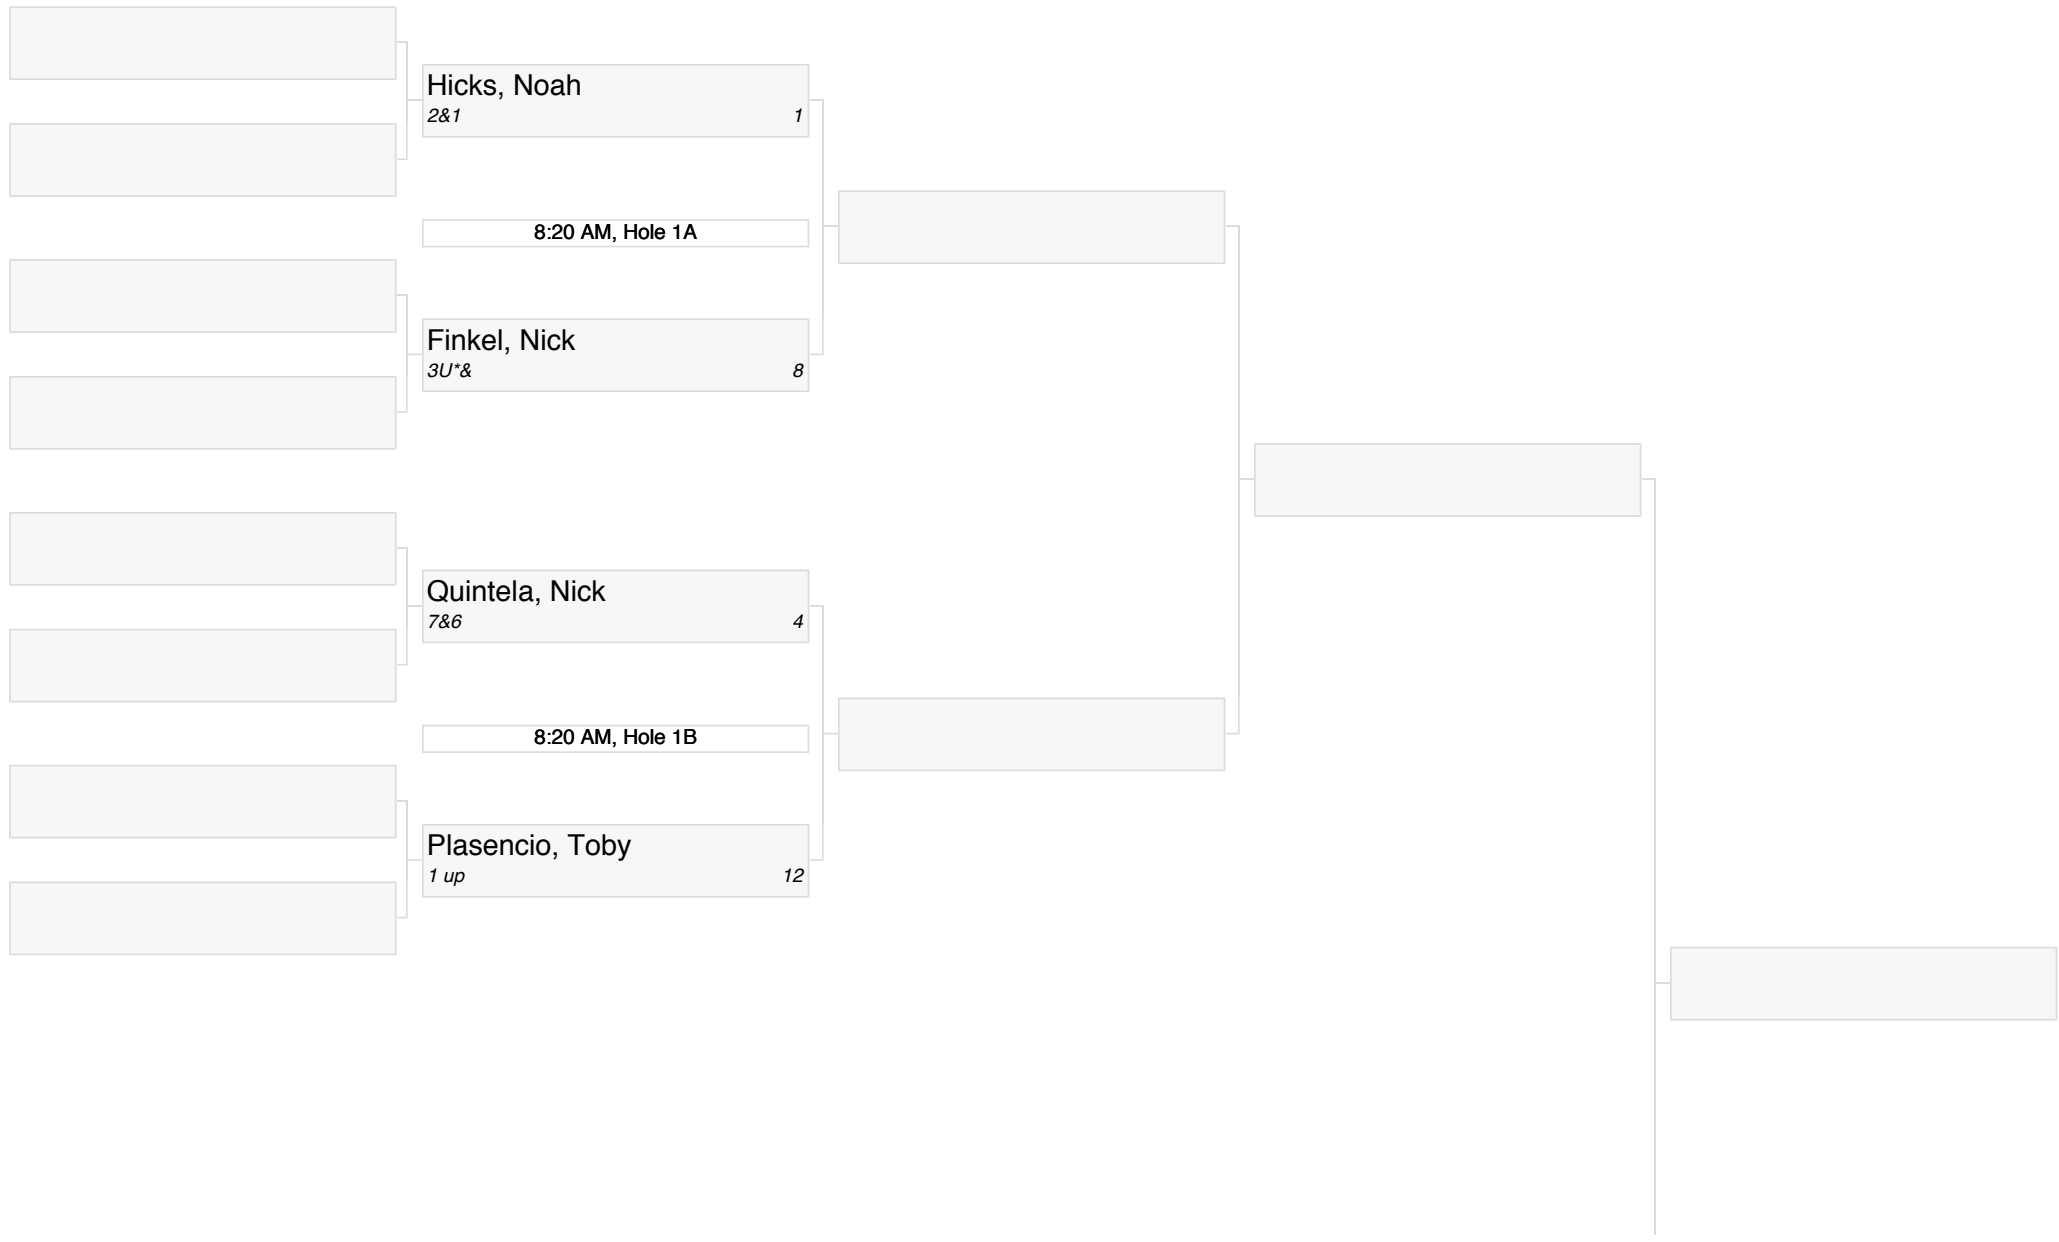 Hicks, Noah
2&1 1
8:20 AM, Hole 1A
Finkel, Nick
3U*& 8
Quintela, Nick
7&6 4
8:20 AM, Hole 1B
Plasencio, Toby
1 up 12